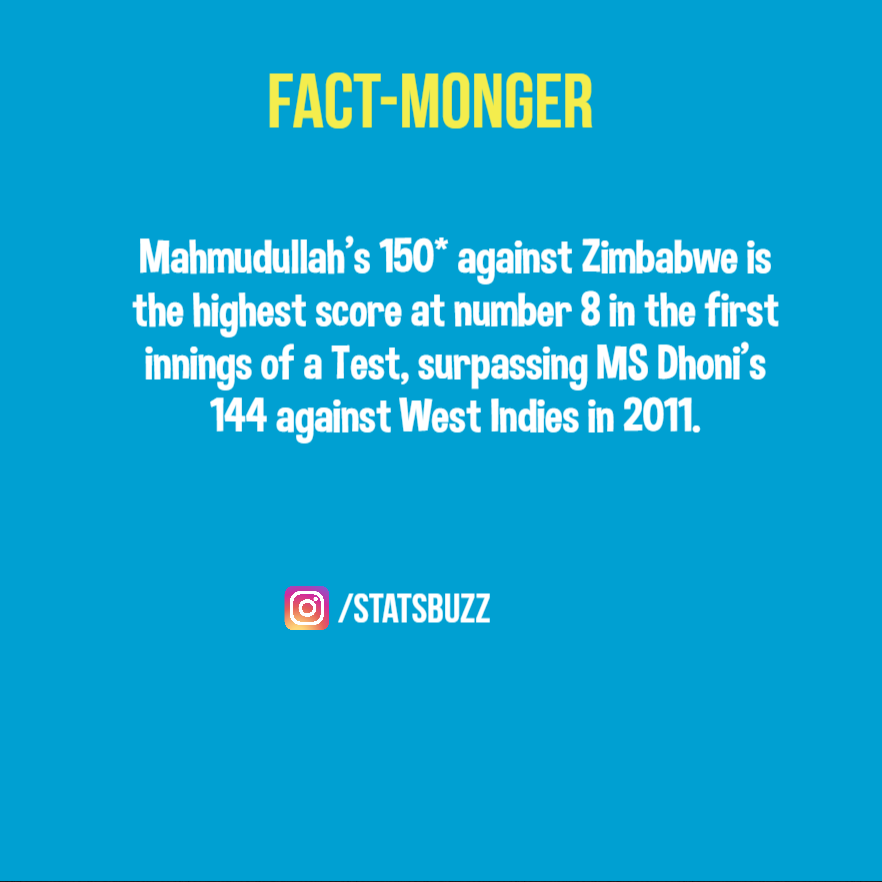 FACT-MONGER
Mahmudullah's 150* against Zimbabwe is
the highest score at number 8 in the first
innings of a Test, surpassing MS Dhoni's
144 against West Indies in 2011.
/STATSBUZZ